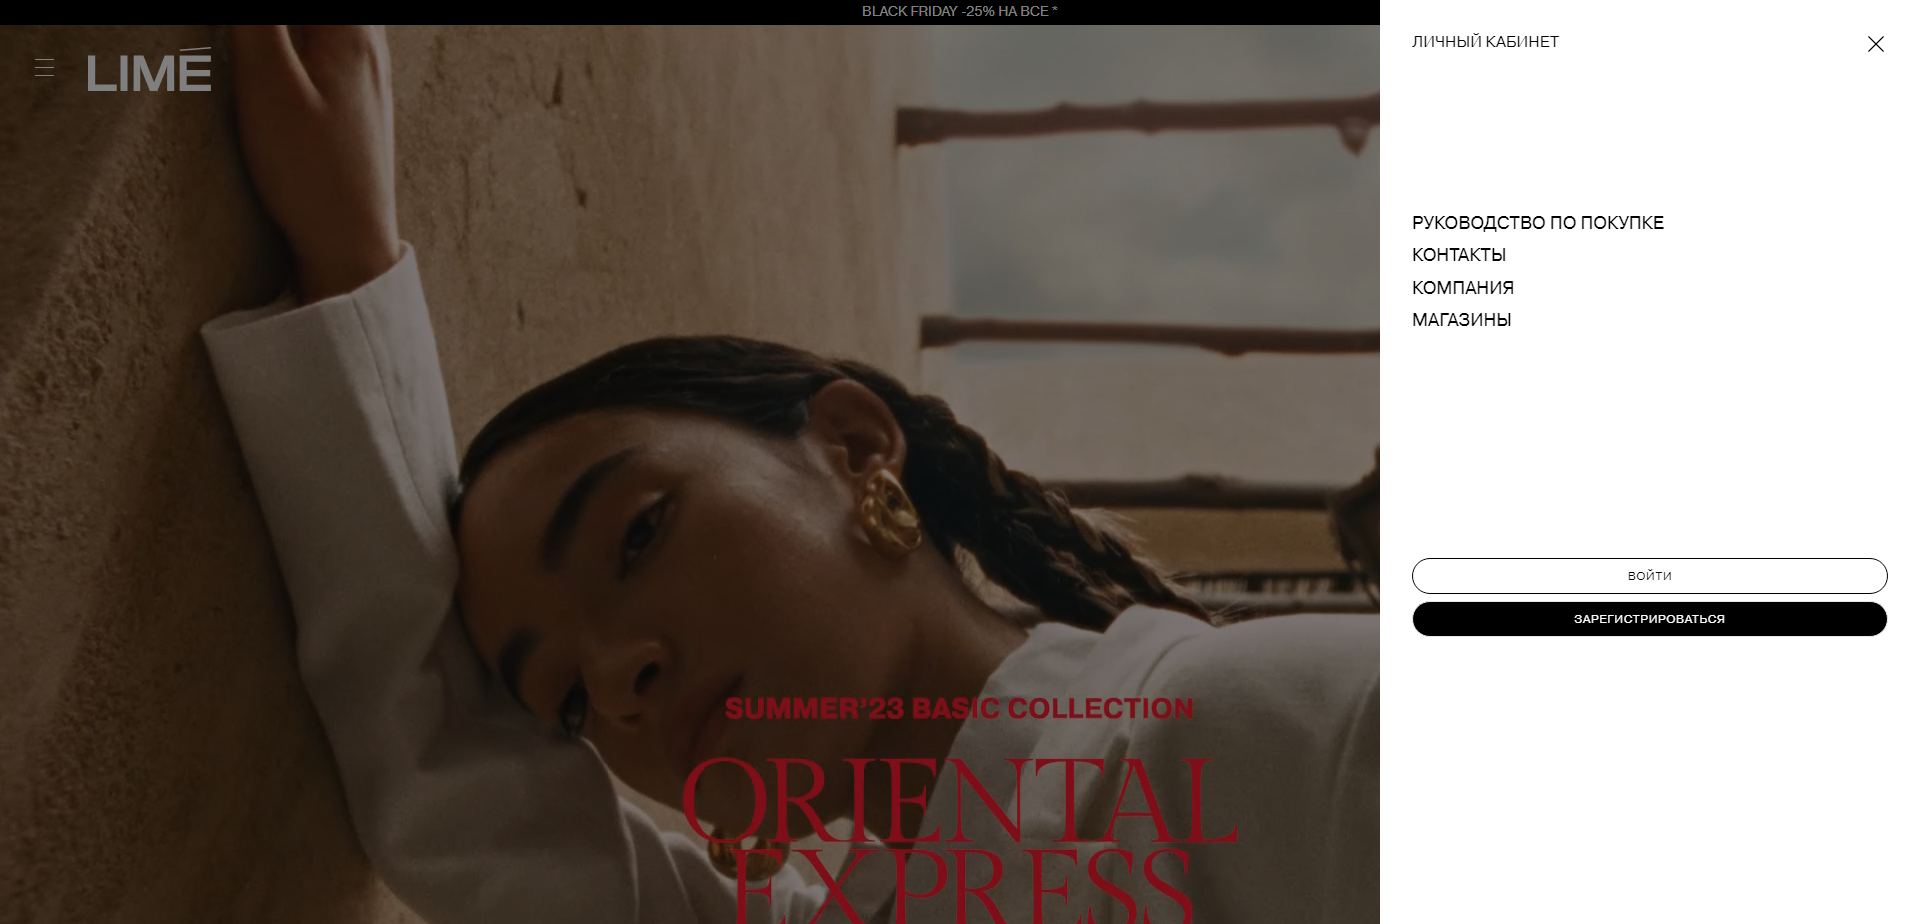 BLACK FRIDAY -25% НА ВСЕ *
LIMÉ
SUMMER'23 BASIC COLLECTION
ORIENTAL
EXPRESS
ЛИЧНЫЙ КАБИНЕТ
РУКОВОДСТВО ПО ПОКУПКЕ
КОНТАКТЫ
КОМПАНИЯ
МАГАЗИНЫ
ВОЙТИ
ЗАРЕГИСТРИРОВАТЬСЯ